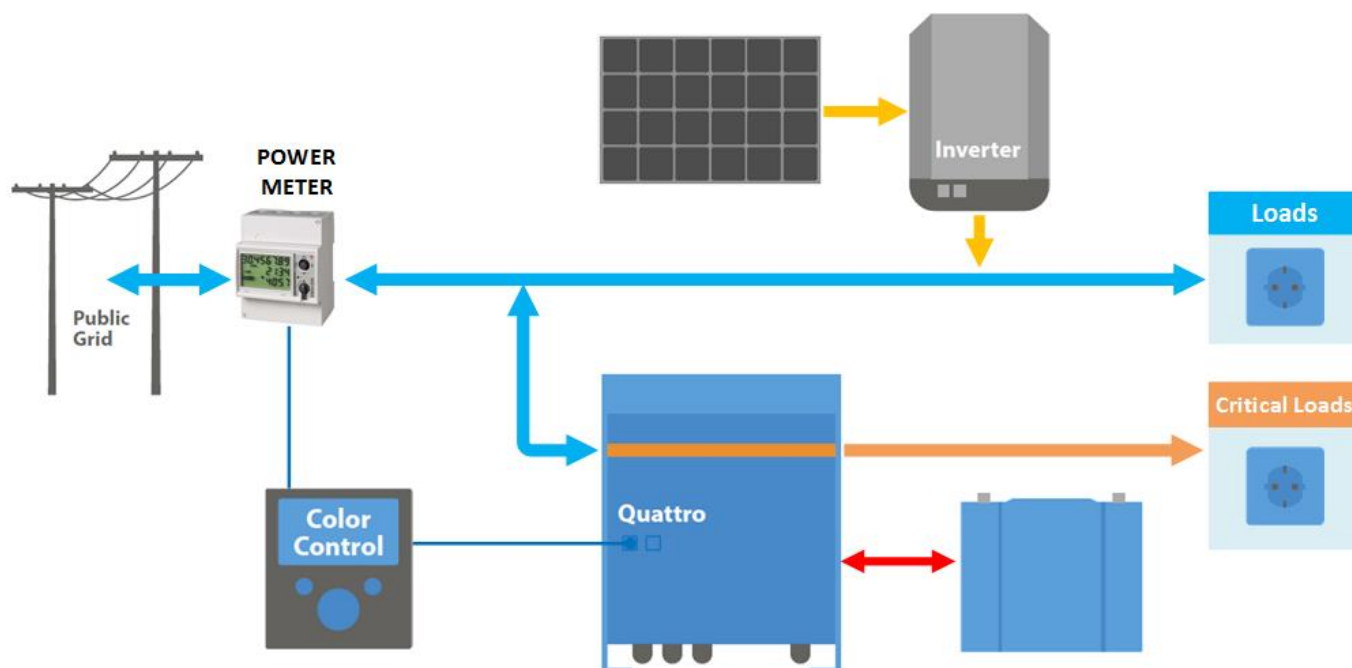 POWER
METER
Inverter
Loads
Public
Grid
Critical Loads
Quattro
Color
Control